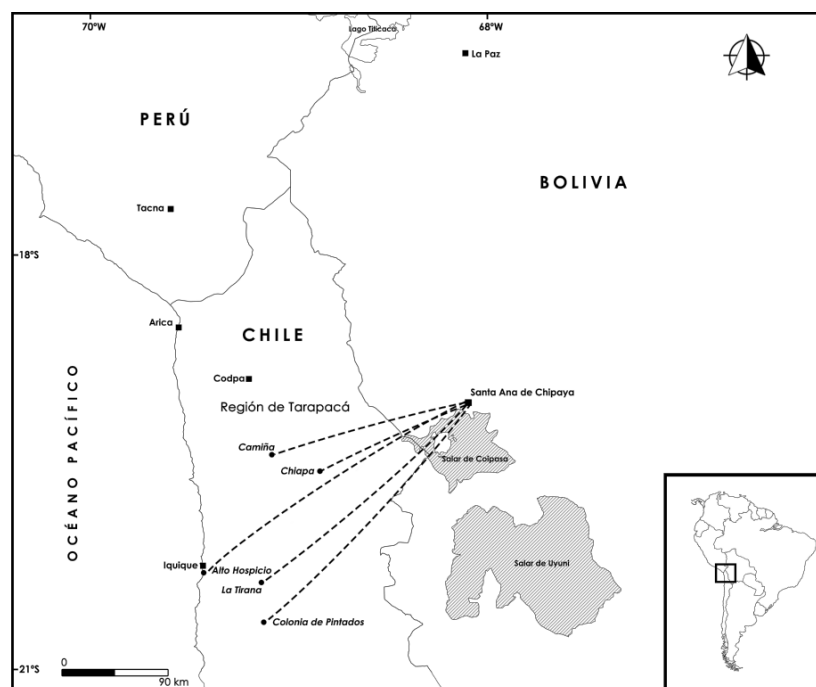 70°W
68°W
Lago Titicaca
La Paz
PERÚ
BOLIVIA
Tacna
18°S
Arica
CHILE
Codpa
Santa Ana de Chipaya
Región de Tarapacá
OCÉANO PACÍFICO
Camiña
Salar de Coipasa
Chiapa
Iquique
Alto Hospicio
Salar de Uyuni
La Tirana
Colonia de Pintados
21°S
0
90 km